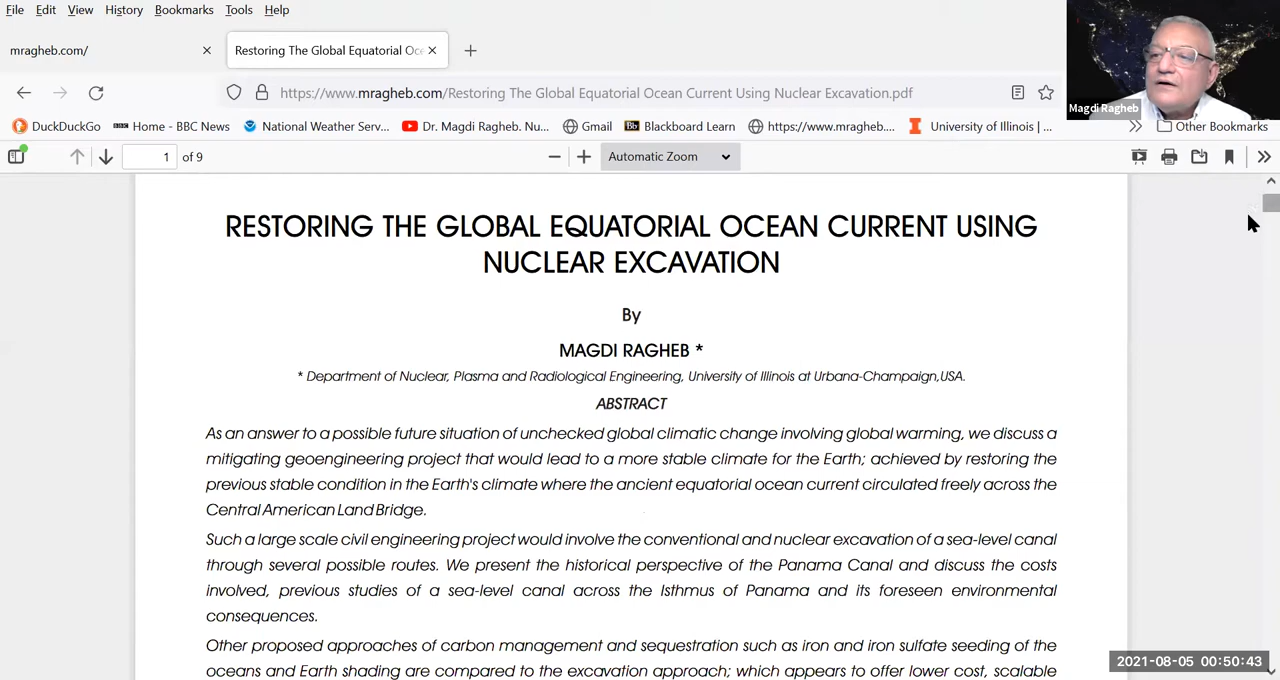 File Edit View History Bookmarks Tools Help
mragheb.com/ × Restoring The Global Equatorial Oc × +
https://www.mragheb.com/Restoring The Global Equatorial Ocean Current Using Nuclear Excavation.pdf
Magdi Ragheb
DuckDuckGo BBC Home - BBC News National Weather Serv... Dr. Magdi Ragheb. Nu... Gmail Bb Blackboard Learn https://www.mragheb.... I University of Illinois | ... Other Bookmarks
1 of 9 − + Automatic Zoom
RESTORING THE GLOBAL EQUATORIAL OCEAN CURRENT USING
NUCLEAR EXCAVATION
By
MAGDI RAGHEB *
* Department of Nuclear, Plasma and Radiological Engineering, University of Illinois at Urbana-Champaign,USA.
ABSTRACT
As an answer to a possible future situation of unchecked global climatic change involving global warming, we discuss a
mitigating geoengineering project that would lead to a more stable climate for the Earth; achieved by restoring the
previous stable condition in the Earth's climate where the ancient equatorial ocean current circulated freely across the
Central American Land Bridge.
Such a large scale civil engineering project would involve the conventional and nuclear excavation of a sea-level canal
through several possible routes. We present the historical perspective of the Panama Canal and discuss the costs
involved, previous studies of a sea-level canal across the Isthmus of Panama and its foreseen environmental
consequences.
Other proposed approaches of carbon management and sequestration such as iron and iron sulfate seeding of the
oceans and Earth shading are compared to the excavation approach; which appears to offer lower cost, scalable
2021-08-05 00:50:43